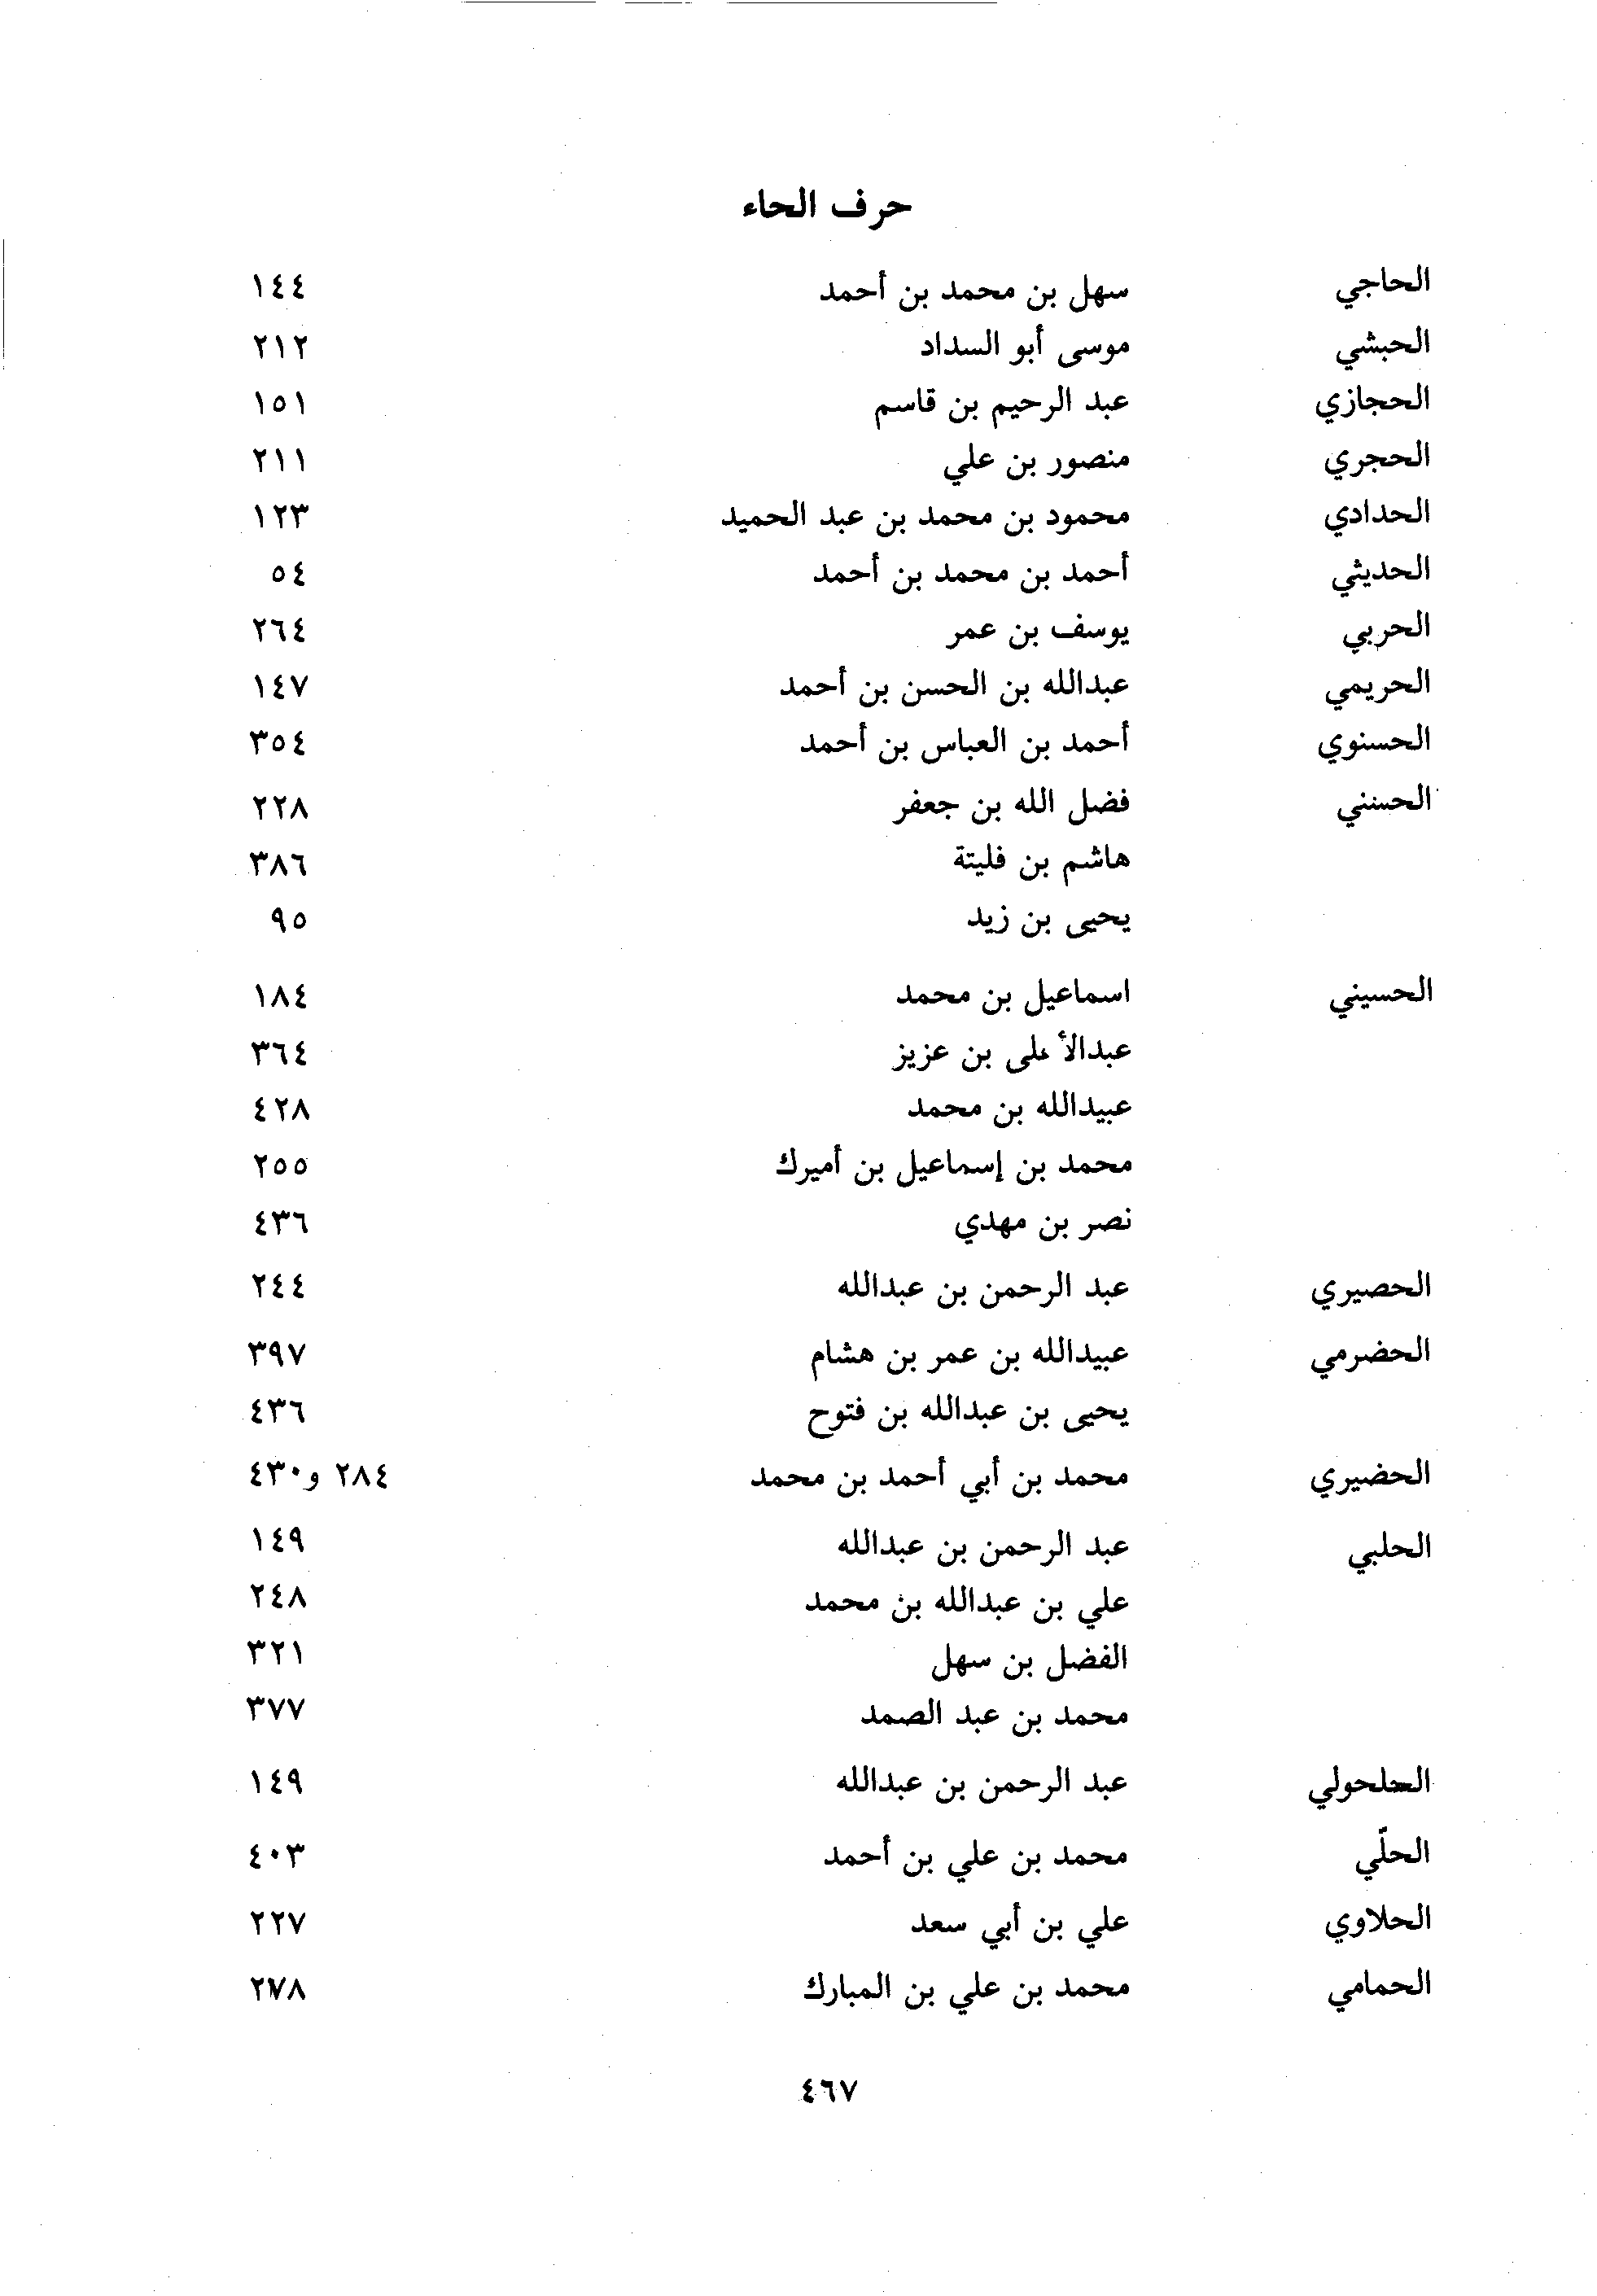 حرف الحاء
الحاجي سهل بن محمد بن أحمد ١٤٤
الحبشي موسى أبو السداد ٢١٢
الحجازي عبد الرحيم بن قاسم ١٥١
الحجري منصور بن علي ٢١١
الحدادي محمود بن محمد بن عبد الحميد ١٢٣
الحديثي أحمد بن محمد بن أحمد ٥٤
الحربي يوسف بن عمر ٢٦٤
الحريمي عبدالله بن الحسن بن أحمد ١٤٧
الحسنوي أحمد بن العباس بن أحمد ٣٥٤
الحسني فضل الله بن جعفر ٢٢٨
هاشم بن فليتة ٣٨٦
يحيى بن زيد ٩٥
الحسيني اسماعيل بن محمد ١٨٤
عبدالأعلى بن عزيز ٣٦٤
عبيدالله بن محمد ٤٢٨
محمد بن إسماعيل بن أميرك ٢٥٥
نصر بن مهدي ٤٣٦
الحصيري عبد الرحمن بن عبدالله ٢٤٤
الحضرمي عبيدالله بن عمر بن هشام ٣٩٧
يحيى بن عبدالله بن فتوح ٤٣٦
الحضيري محمد بن أبي أحمد بن محمد ٢٨٤ و٤٣٠
الحلبي عبد الرحمن بن عبدالله ١٤٩
علي بن عبدالله بن محمد ٢٤٨
الفضل بن سهل ٣٢١
محمد بن عبد الصمد ٣٧٧
الحلحولي عبد الرحمن بن عبدالله ١٤٩
الحلّي محمد بن علي بن أحمد ٤٠٣
الحلاوي علي بن أبي سعد ٢٢٧
الحمامي محمد بن علي بن المبارك ٢٧٨
٤٦٧